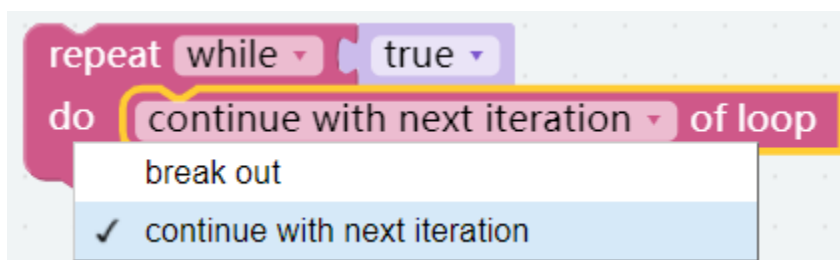 repeat while true
do continue with next iteration of loop
break out
✓ continue with next iteration